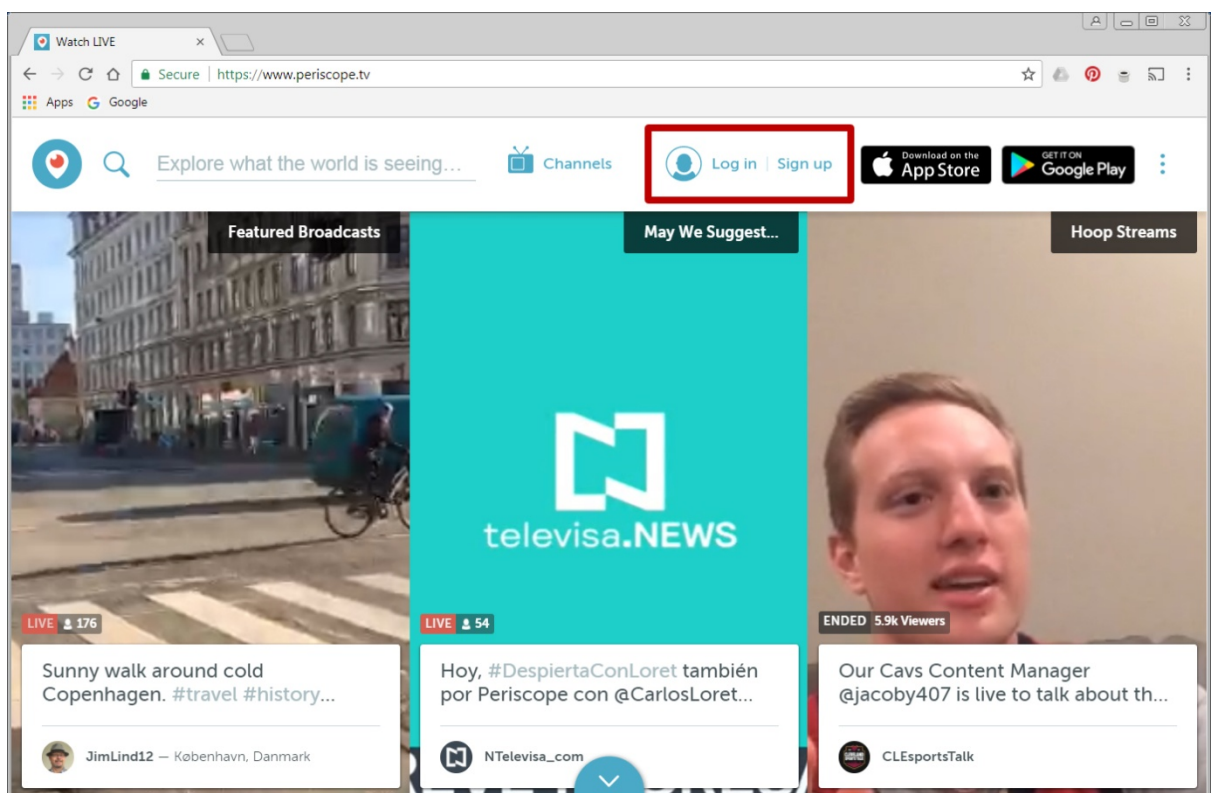 Watch LIVE
Secure | https://www.periscope.tv
Apps Google
Explore what the world is seeing... Channels Log in | Sign up Download on the App Store GET IT ON Google Play
Featured Broadcasts May We Suggest... Hoop Streams
televisa.NEWS
LIVE 176 LIVE 54 ENDED 5.9k Viewers
Sunny walk around cold
Copenhagen. #travel #history...
JimLind12 — København, Danmark
Hoy, #DespiertaConLoret también
por Periscope con @CarlosLoret...
NTelevisa_com
Our Cavs Content Manager
@jacoby407 is live to talk about th...
CLEsportsTalk